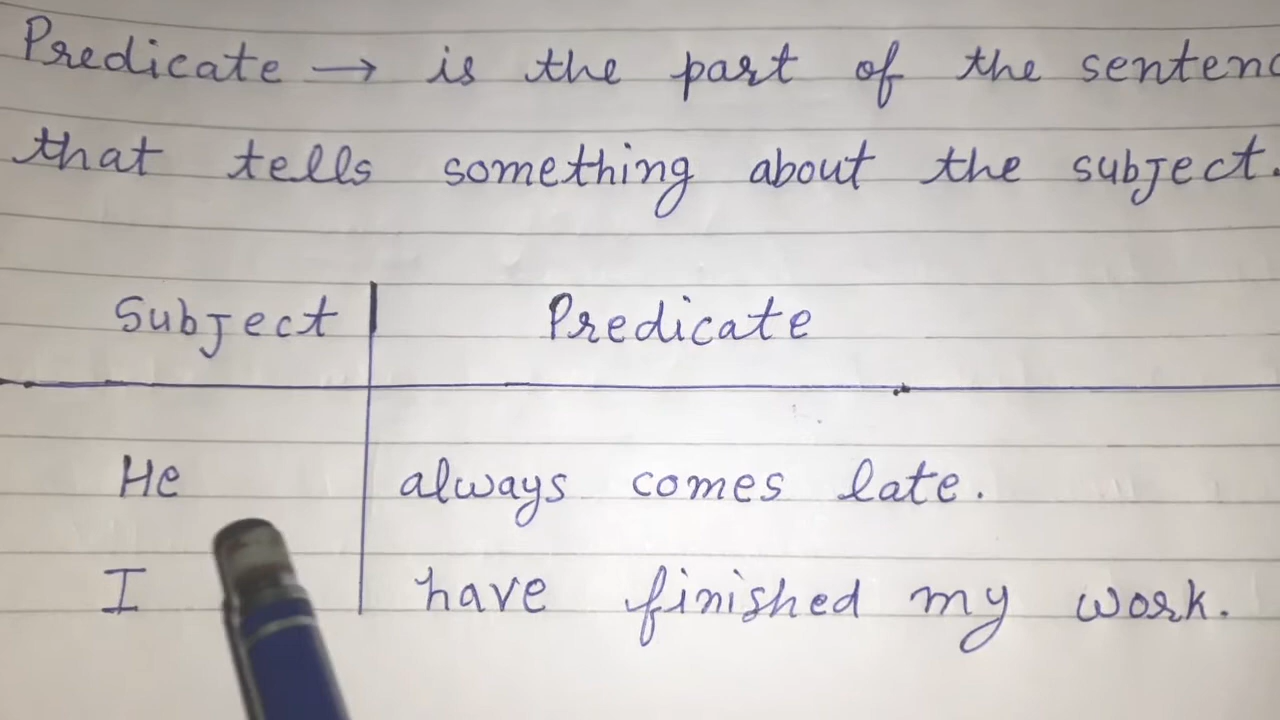 Predicate → is the part of the sentenc
that tells something about the subject.
Subject Predicate
He always comes late.
I have finished my work.